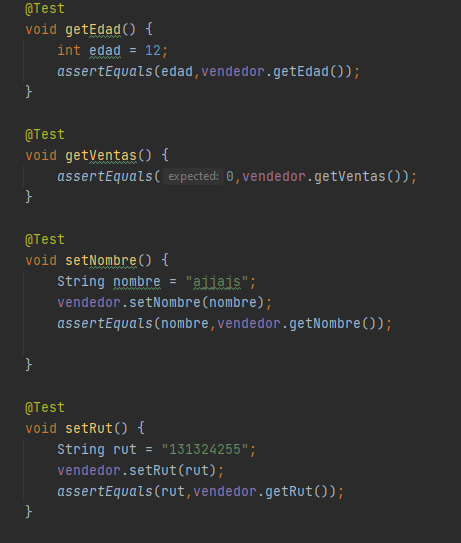 @Test
void getEdad() {
int edad = 12;
assertEquals(edad,vendedor.getEdad());
}
@Test
void getVentas() {
assertEquals( expected: 0,vendedor.getVentas());
}
@Test
void setNombre() {
String nombre = "ajjajs";
vendedor.setNombre(nombre);
assertEquals(nombre,vendedor.getNombre());
}
@Test
void setRut() {
String rut = "131324255";
vendedor.setRut(rut);
assertEquals(rut,vendedor.getRut());
}